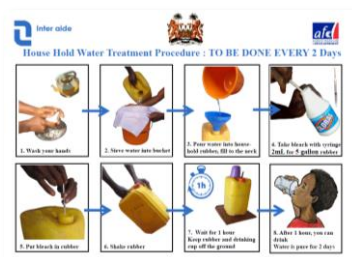 Inter aide
afd
House Hold Water Treatment Procedure : TO BE DONE EVERY 2 Days
1. Wash your hands
2. Sieve water into bucket
3. Pour water into house-
hold rubber, fill to the neck
4. Take bleach with syringe
2mL for 5 gallon rubber
5. Put bleach in rubber
6. Shake rubber
1h
7. Wait for 1 hour
Keep rubber and drinking
cup off the ground
8. After 1 hour, you can
drink
Water is pure for 2 days